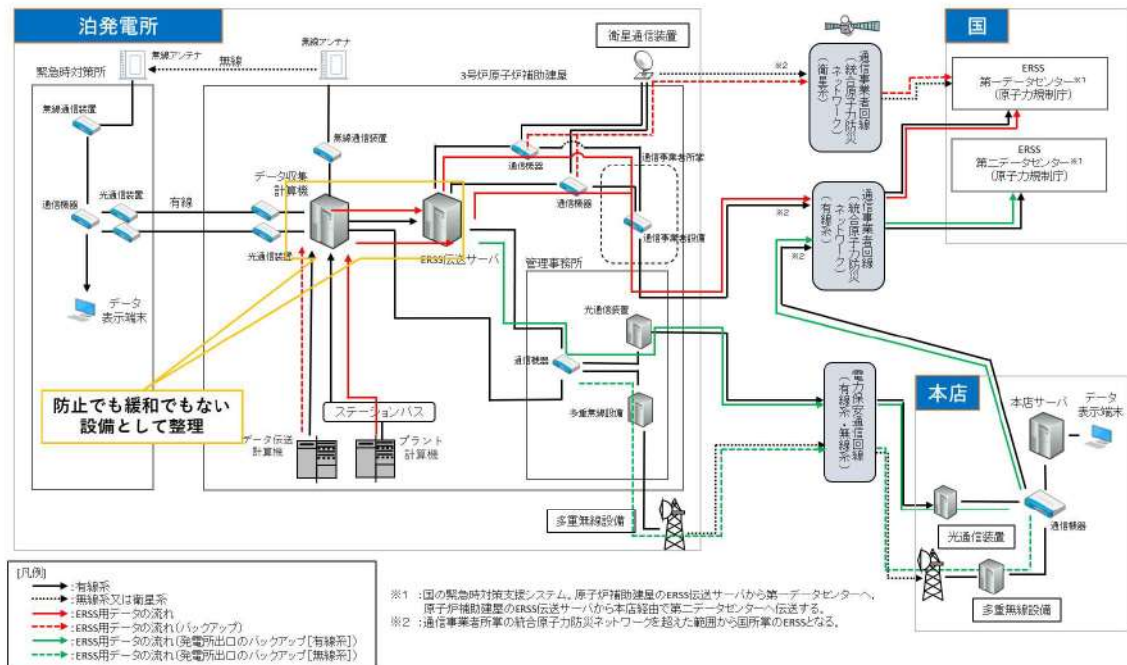 泊発電所
国
衛星通信装置
無線アンテナ
無線
無線アンテナ
緊急時対策所
3号炉原子炉補助建屋
※2
通信事業者回線
(統合原子力防災
ネットワーク)
(衛星系)
ERSS
第一データセンター※1
(原子力規制庁)
無線通信装置
無線通信装置
通信機器
通信事業者所掌
ERSS
第二データセンター※1
(原子力規制庁)
データ収集
計算機
光通信装置
有線
通信機器
通信機器
※2
通信事業者回線
(統合原子力防災
ネットワーク)
(有線系)
通信事業者設備
光通信装置
ERSS伝送サーバ
管理事務所
※2
データ
表示端末
光通信装置
通信機器
防止でも緩和でもない
設備として整理
ステーションバス
多重無線設備
電力保安通信回線
(有線系・無線系)
本店
本店サーバ
データ
表示端末
データ伝送
計算機
プラント
計算機
通信機器
多重無線設備
光通信装置
多重無線設備
[凡例]
:有線系
:無線系又は衛星系
:ERSS用データの流れ
:ERSS用データの流れ(バックアップ)
:ERSS用データの流れ(発電所出口のバックアップ[有線系])
:ERSS用データの流れ(発電所出口のバックアップ[無線系])
※1 :国の緊急時対策支援システム。原子炉補助建屋のERSS伝送サーバから第一データセンターへ、
原子炉補助建屋のERSS伝送サーバから本店経由で第二データセンターへ伝送する。
※2 :通信事業者所掌の統合原子力防災ネットワークを超えた範囲から国所掌のERSSとなる。